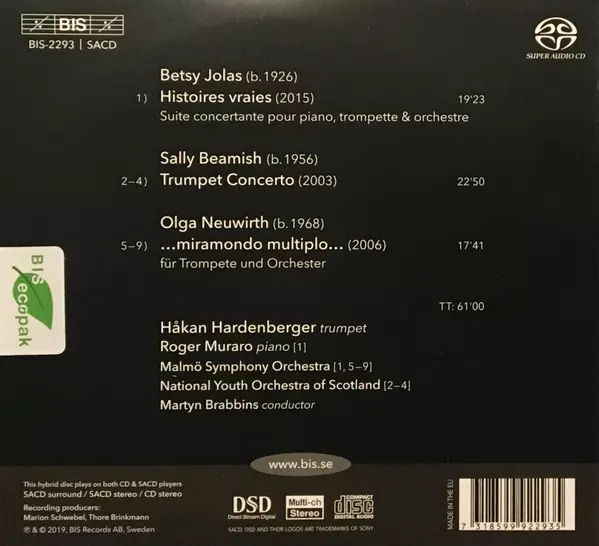 BIS
BIS-2293 | SACD
SUPER AUDIO CD
Betsy Jolas (b. 1926)
1) Histoires vraies (2015) 19'23
Suite concertante pour piano, trompette & orchestre
Sally Beamish (b. 1956)
2–4) Trumpet Concerto (2003) 22'50
Olga Neuwirth (b. 1968)
5–9) …miramondo multiplo… (2006) 17'41
für Trompete und Orchester
BIS
ecopak
TT: 61'00
Håkan Hardenberger trumpet
Roger Muraro piano [1]
Malmö Symphony Orchestra [1, 5–9]
National Youth Orchestra of Scotland [2–4]
Martyn Brabbins conductor
www.bis.se
This hybrid disc plays on both CD & SACD players
SACD surround / SACD stereo / CD stereo
Recording producers:
Marion Schwebel, Thore Brinkmann
℗ & © 2019, BIS Records AB, Sweden
DSD
Direct Stream Digital
Multi-ch
Stereo
COMPACT
disc
DIGITAL AUDIO
SACD, DSD AND THEIR LOGOS ARE TRADEMARKS OF SONY
MADE IN THE EU
7 318599 922935